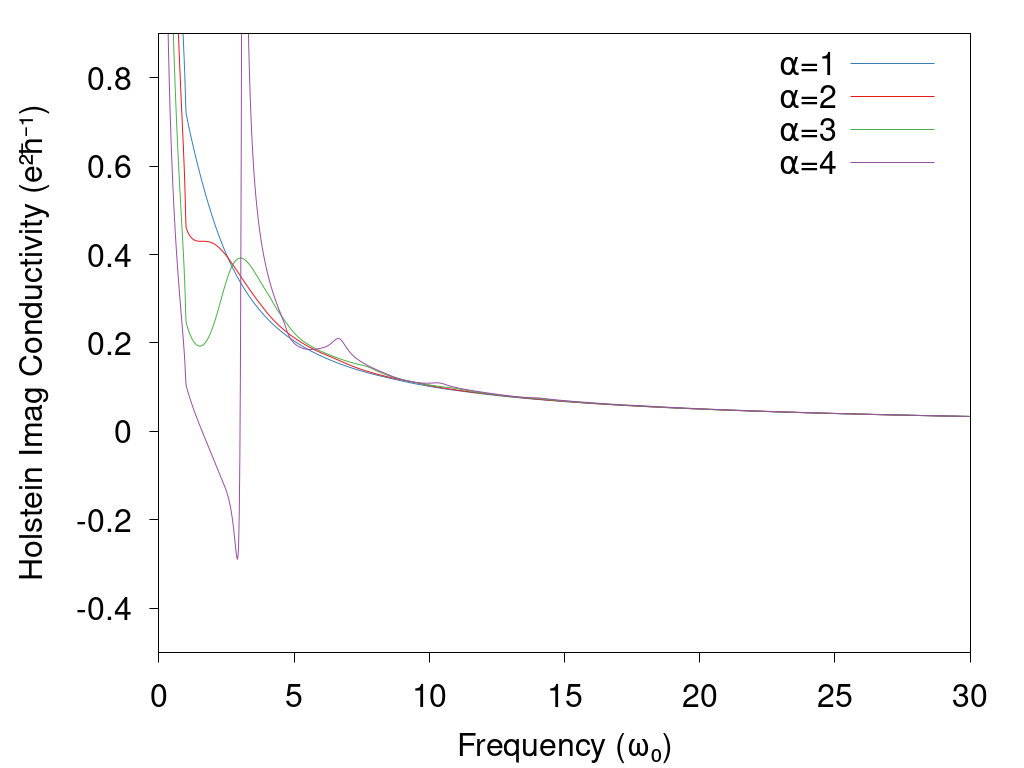 Holstein Imag Conductivity (e²ħ⁻¹)
0.8
0.6
0.4
0.2
0
-0.2
-0.4
α=1
α=2
α=3
α=4
0 5 10 15 20 25 30
Frequency (ω₀)